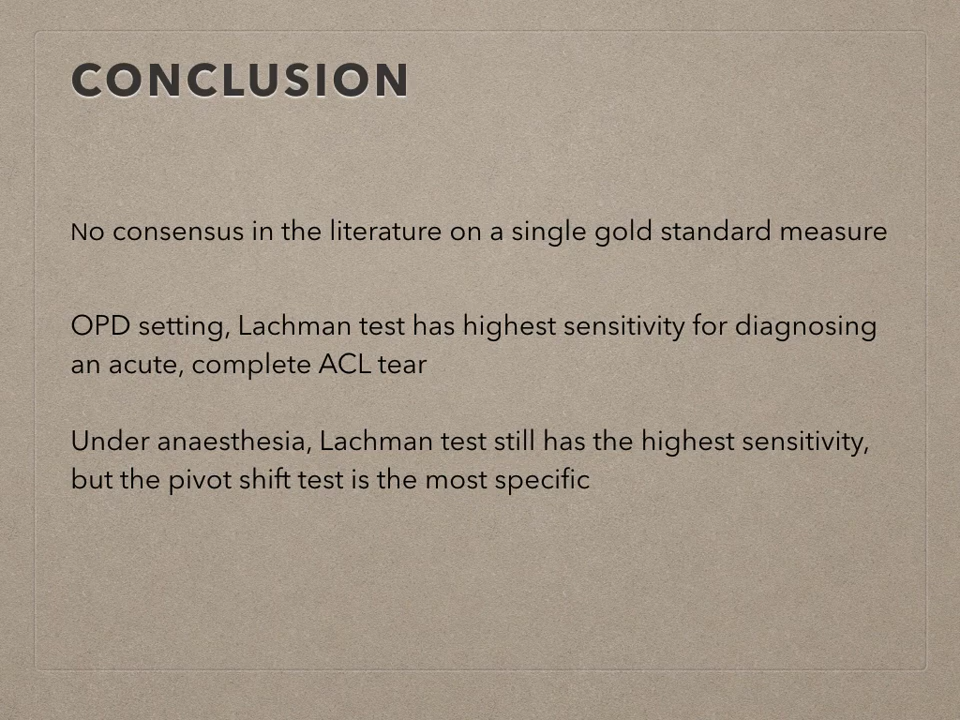 CONCLUSION
No consensus in the literature on a single gold standard measure
OPD setting, Lachman test has highest sensitivity for diagnosing
an acute, complete ACL tear
Under anaesthesia, Lachman test still has the highest sensitivity,
but the pivot shift test is the most specific